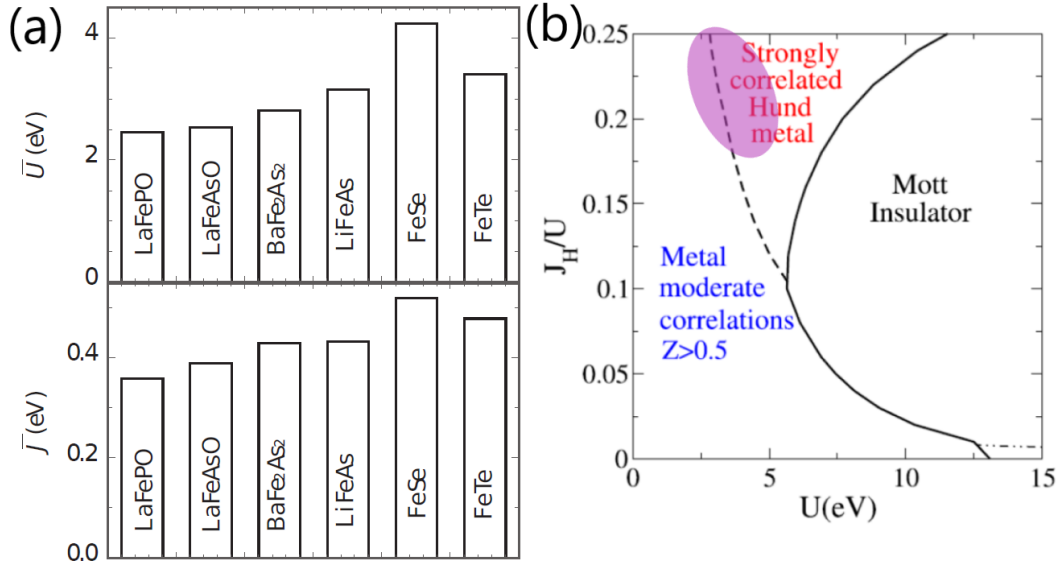 (a)
4
2
0
U (eV)
LaFePO
LaFeAsO
BaFe2As2
LiFeAs
FeSe
FeTe
0.4
0.2
0.0
J (eV)
LaFePO
LaFeAsO
BaFe2As2
LiFeAs
FeSe
FeTe
(b)
0.25
0.2
0.15
0.1
0.05
0
J_H/U
Strongly
correlated
Hund
metal
Mott
Insulator
Metal
moderate
correlations
Z>0.5
0
5
10
15
U(eV)